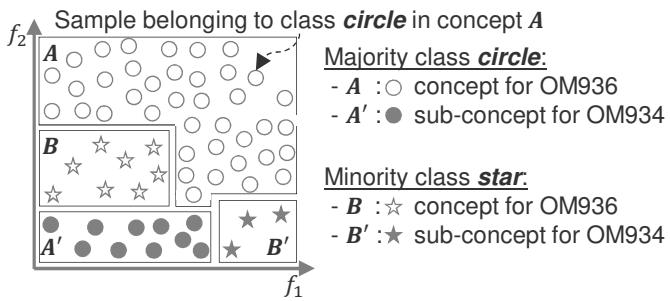 Sample belonging to class circle in concept A
f2
A
B
A′
B′
f1
Majority class circle:
- A : ○ concept for OM936
- A′ : ● sub-concept for OM934
Minority class star:
- B : ☆ concept for OM936
- B′ : ★ sub-concept for OM934